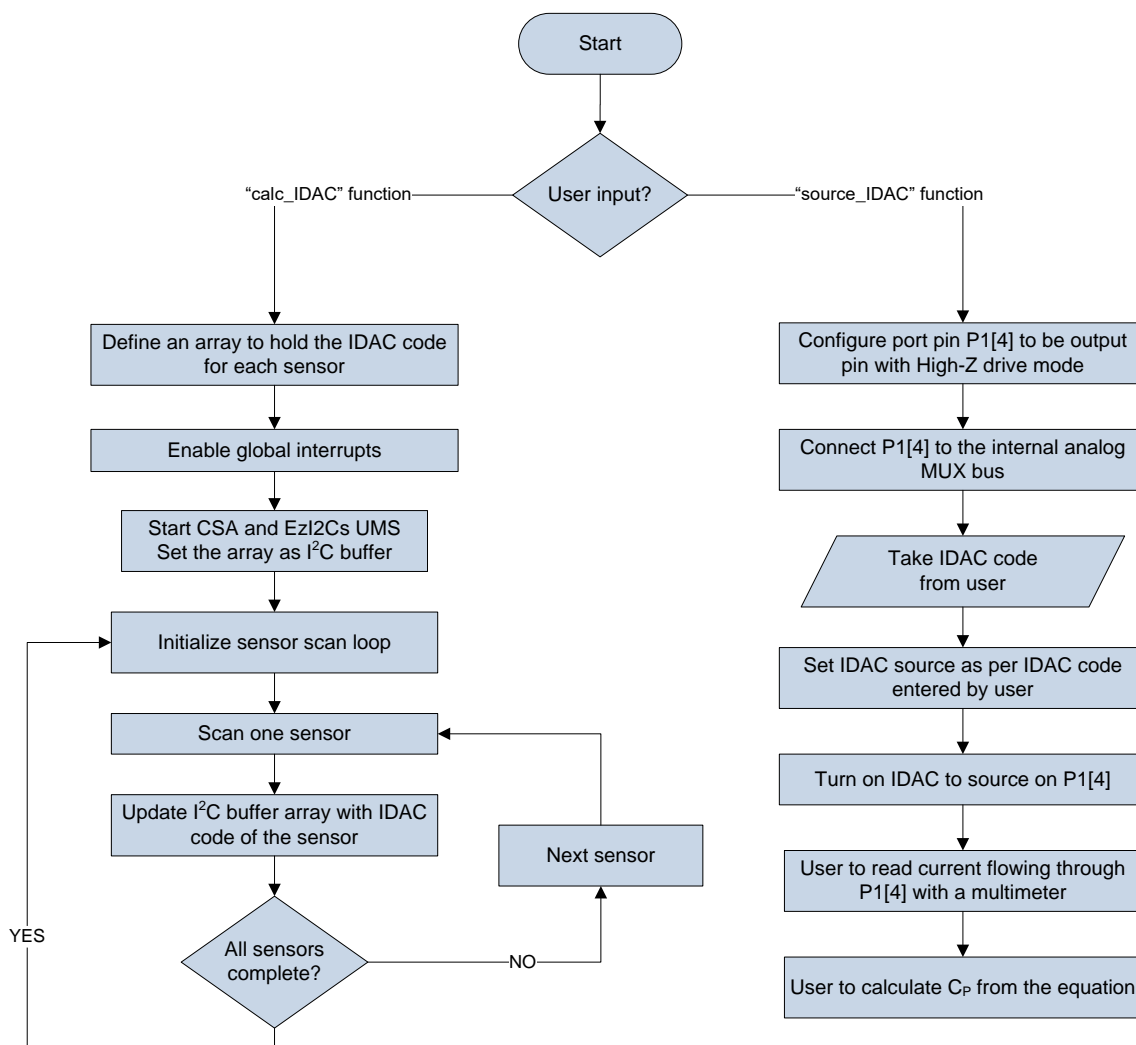 Start
User input?
“calc_IDAC” function
“source_IDAC” function
Define an array to hold the IDAC code
for each sensor
Enable global interrupts
Start CSA and EzI2Cs UMS
Set the array as I²C buffer
Initialize sensor scan loop
Scan one sensor
Update I²C buffer array with IDAC
code of the sensor
Next sensor
All sensors
complete?
YES
NO
Configure port pin P1[4] to be output
pin with High-Z drive mode
Connect P1[4] to the internal analog
MUX bus
Take IDAC code
from user
Set IDAC source as per IDAC code
entered by user
Turn on IDAC to source on P1[4]
User to read current flowing through
P1[4] with a multimeter
User to calculate Cₚ from the equation